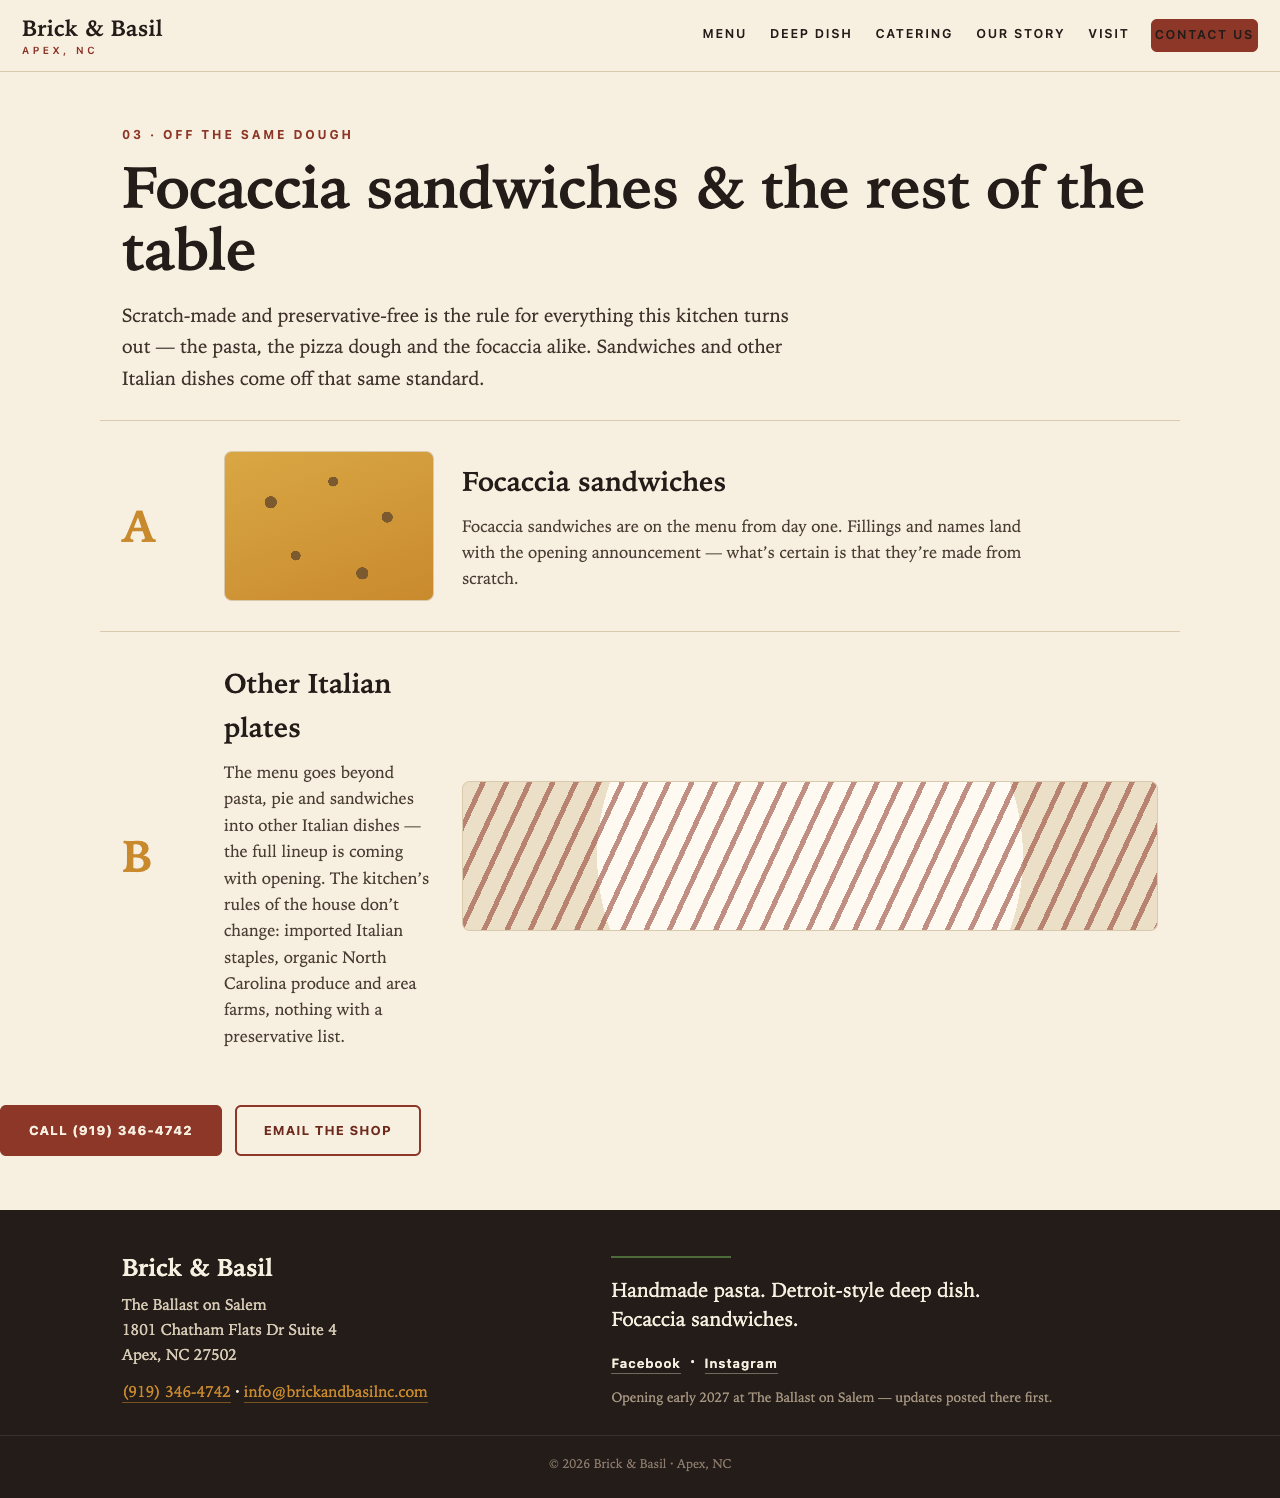 Brick & Basil
APEX, NC
MENU DEEP DISH CATERING OUR STORY VISIT CONTACT US
03 · OFF THE SAME DOUGH
Focaccia sandwiches & the rest of the
table
Scratch-made and preservative-free is the rule for everything this kitchen turns
out — the pasta, the pizza dough and the focaccia alike. Sandwiches and other
Italian dishes come off that same standard.
A
Focaccia sandwiches
Focaccia sandwiches are on the menu from day one. Fillings and names land
with the opening announcement — what’s certain is that they’re made from
scratch.
B
Other Italian
plates
The menu goes beyond
pasta, pie and sandwiches
into other Italian dishes —
the full lineup is coming
with opening. The kitchen’s
rules of the house don’t
change: imported Italian
staples, organic North
Carolina produce and area
farms, nothing with a
preservative list.
CALL (919) 346-4742 EMAIL THE SHOP
Brick & Basil
The Ballast on Salem
1801 Chatham Flats Dr Suite 4
Apex, NC 27502
(919) 346-4742 · info@brickandbasilnc.com
Handmade pasta. Detroit-style deep dish.
Focaccia sandwiches.
Facebook · Instagram
Opening early 2027 at The Ballast on Salem — updates posted there first.
© 2026 Brick & Basil · Apex, NC